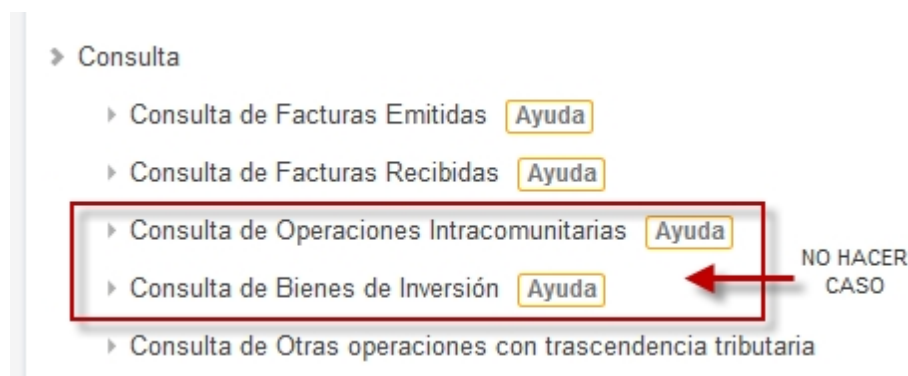 Consulta
Consulta de Facturas Emitidas Ayuda
Consulta de Facturas Recibidas Ayuda
Consulta de Operaciones Intracomunitarias Ayuda
Consulta de Bienes de Inversión Ayuda
NO HACER
CASO
Consulta de Otras operaciones con trascendencia tributaria